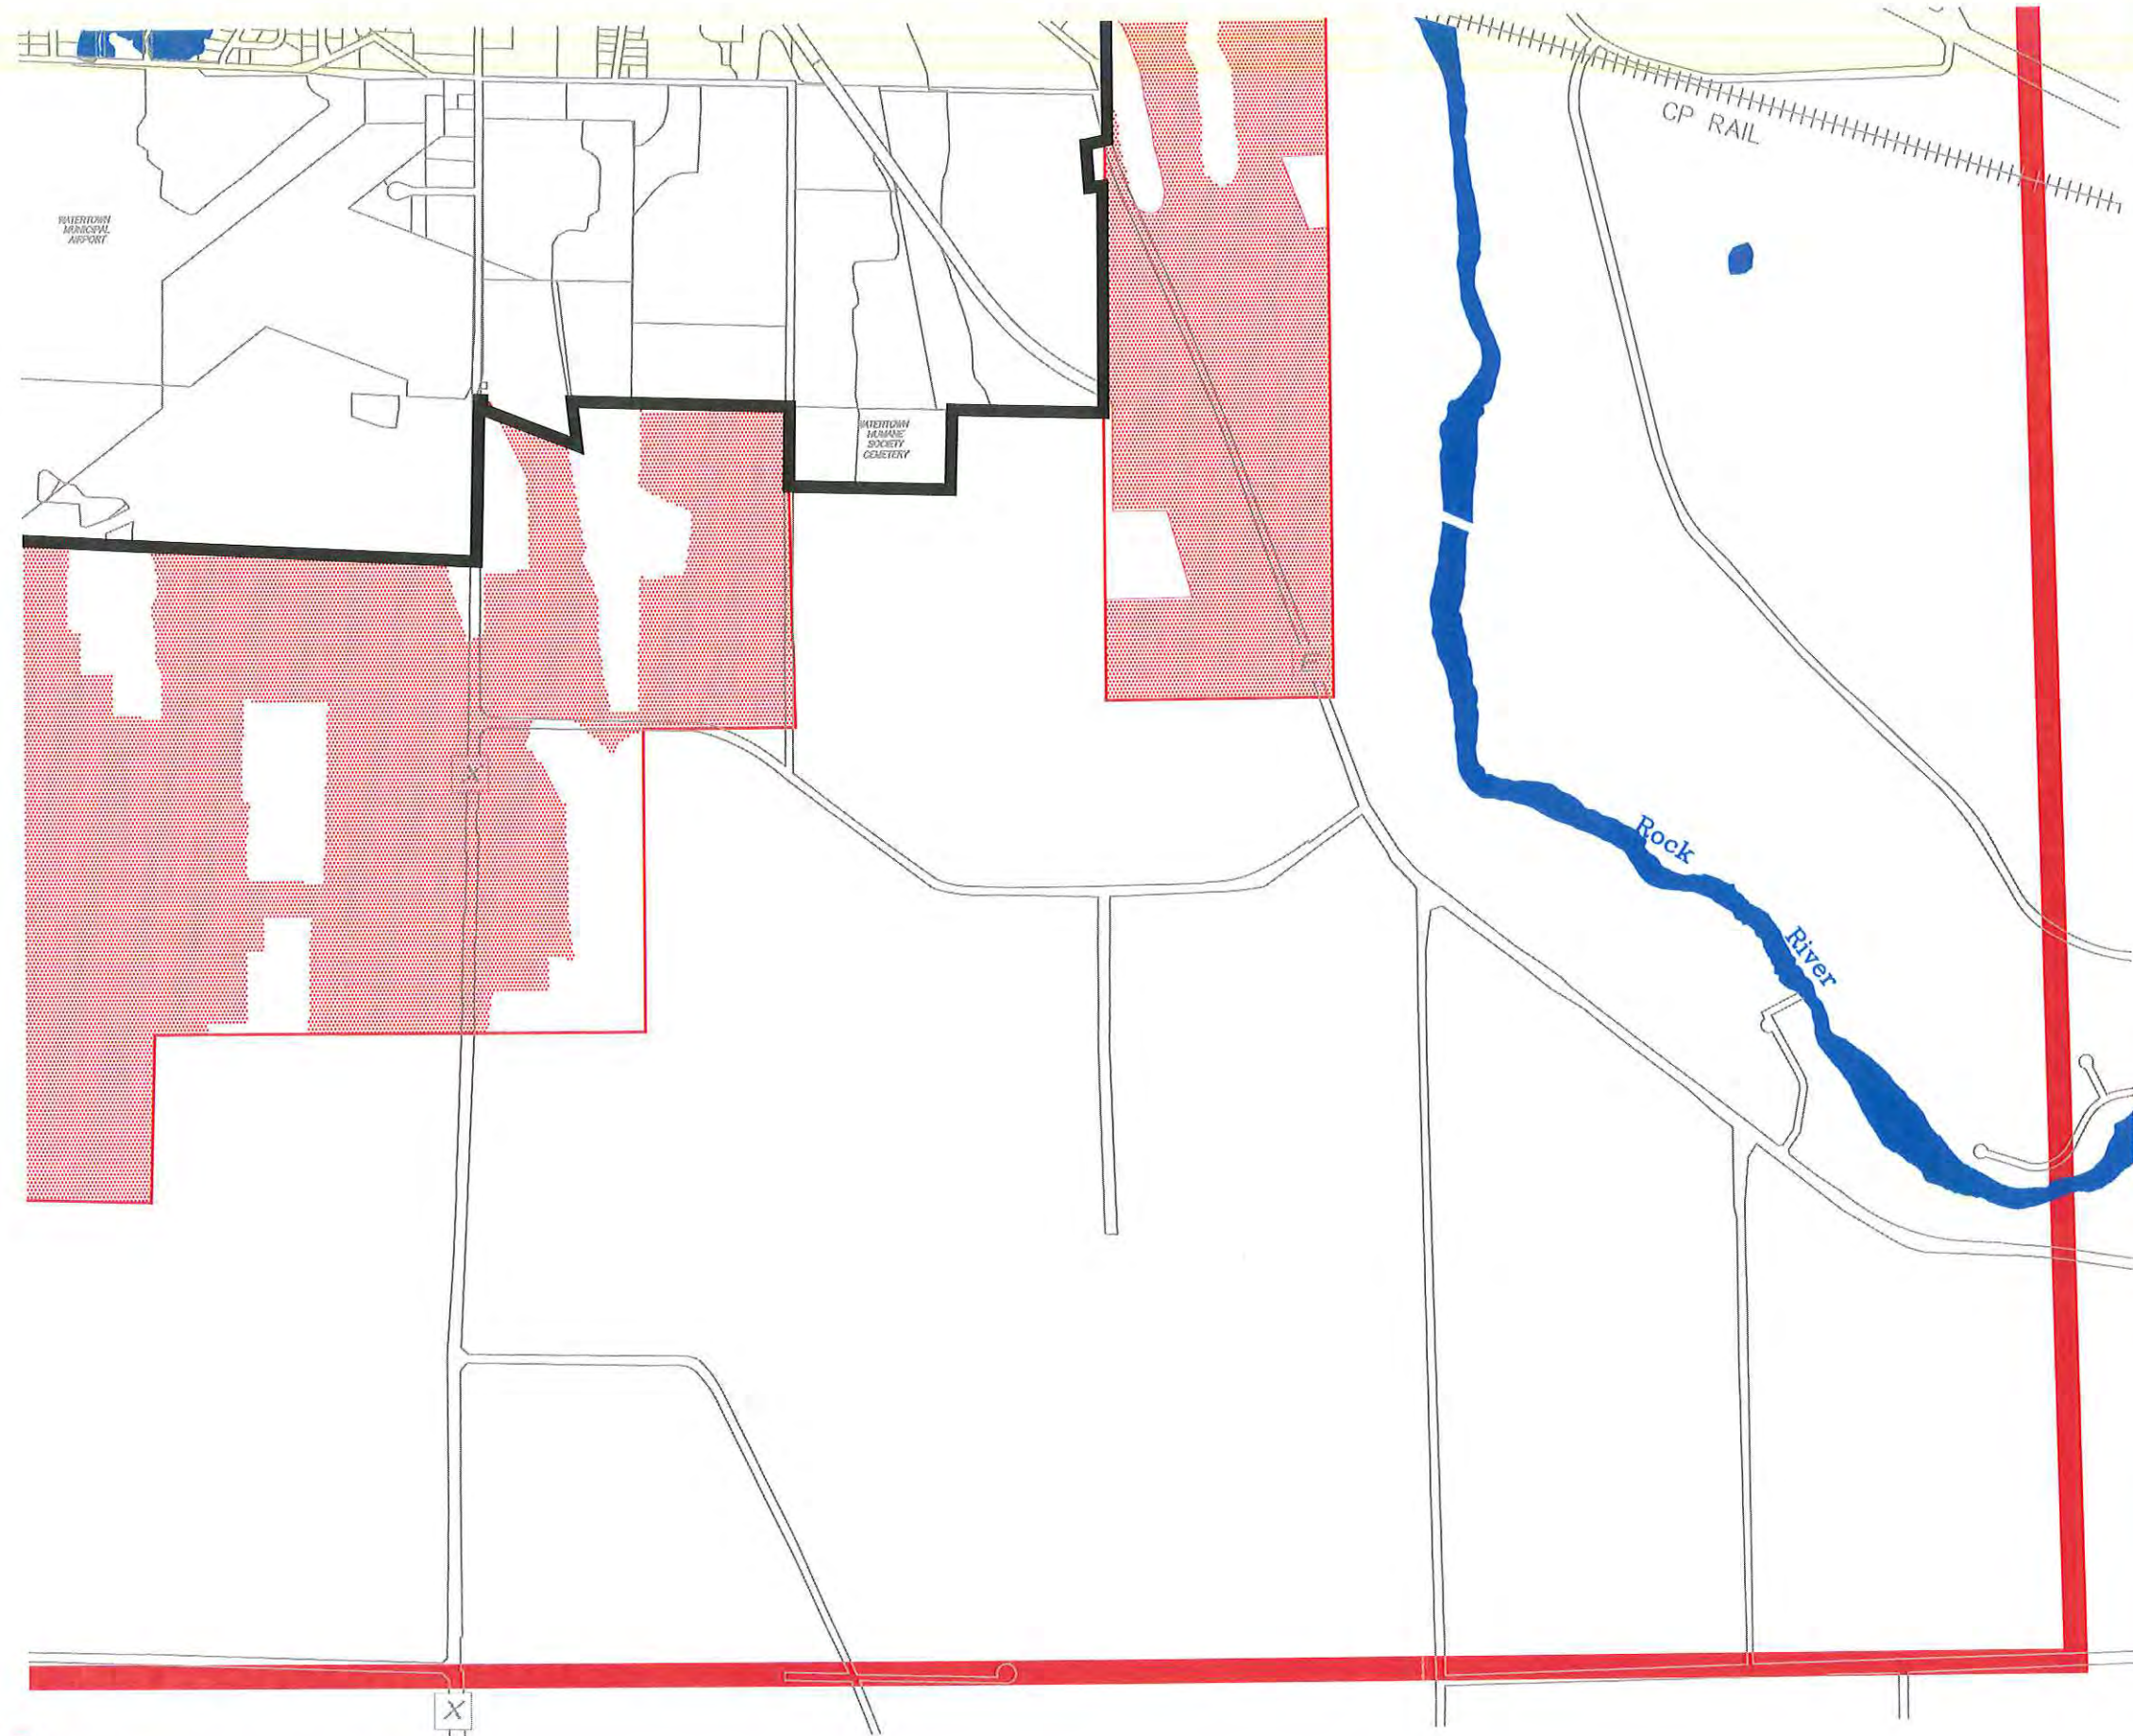 CP RAIL
WATERTOWN
MUNICIPAL
AIRPORT
WATERTOWN
HUMANE
SOCIETY
CEMETERY
F
X
Rock
River
X